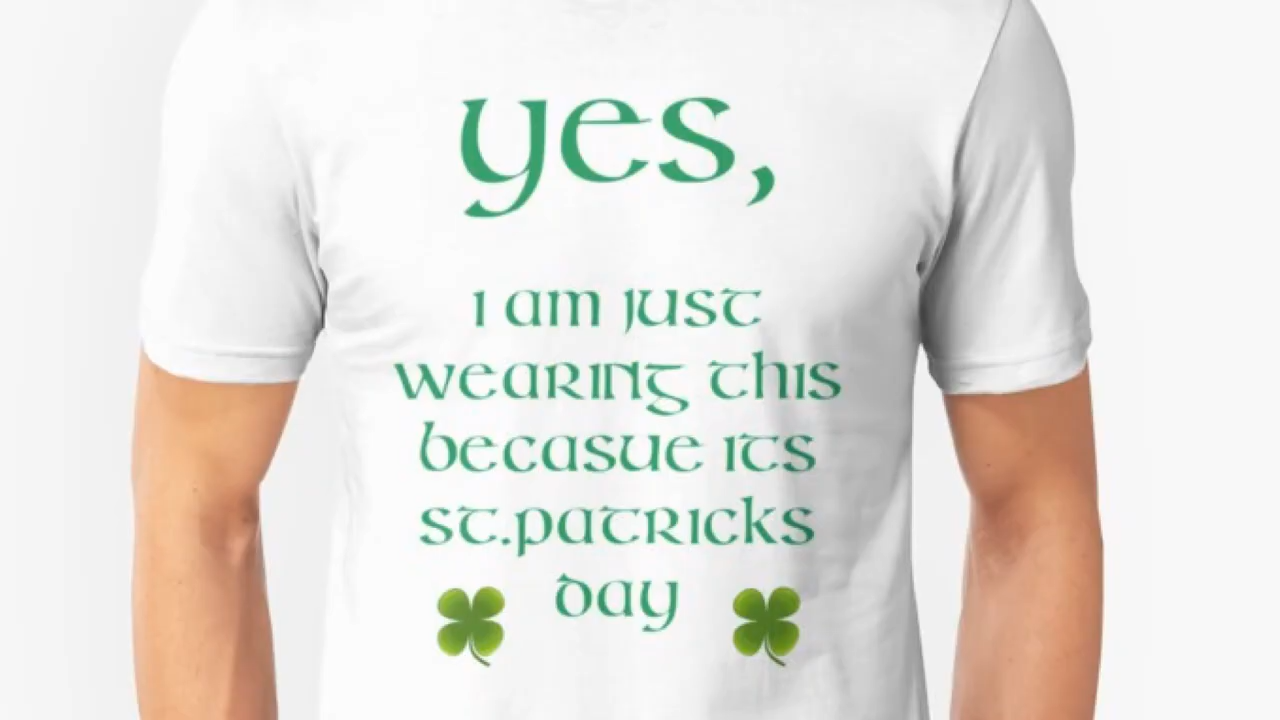 yes,
I am just
wearing this
becasue its
st.patricks
day